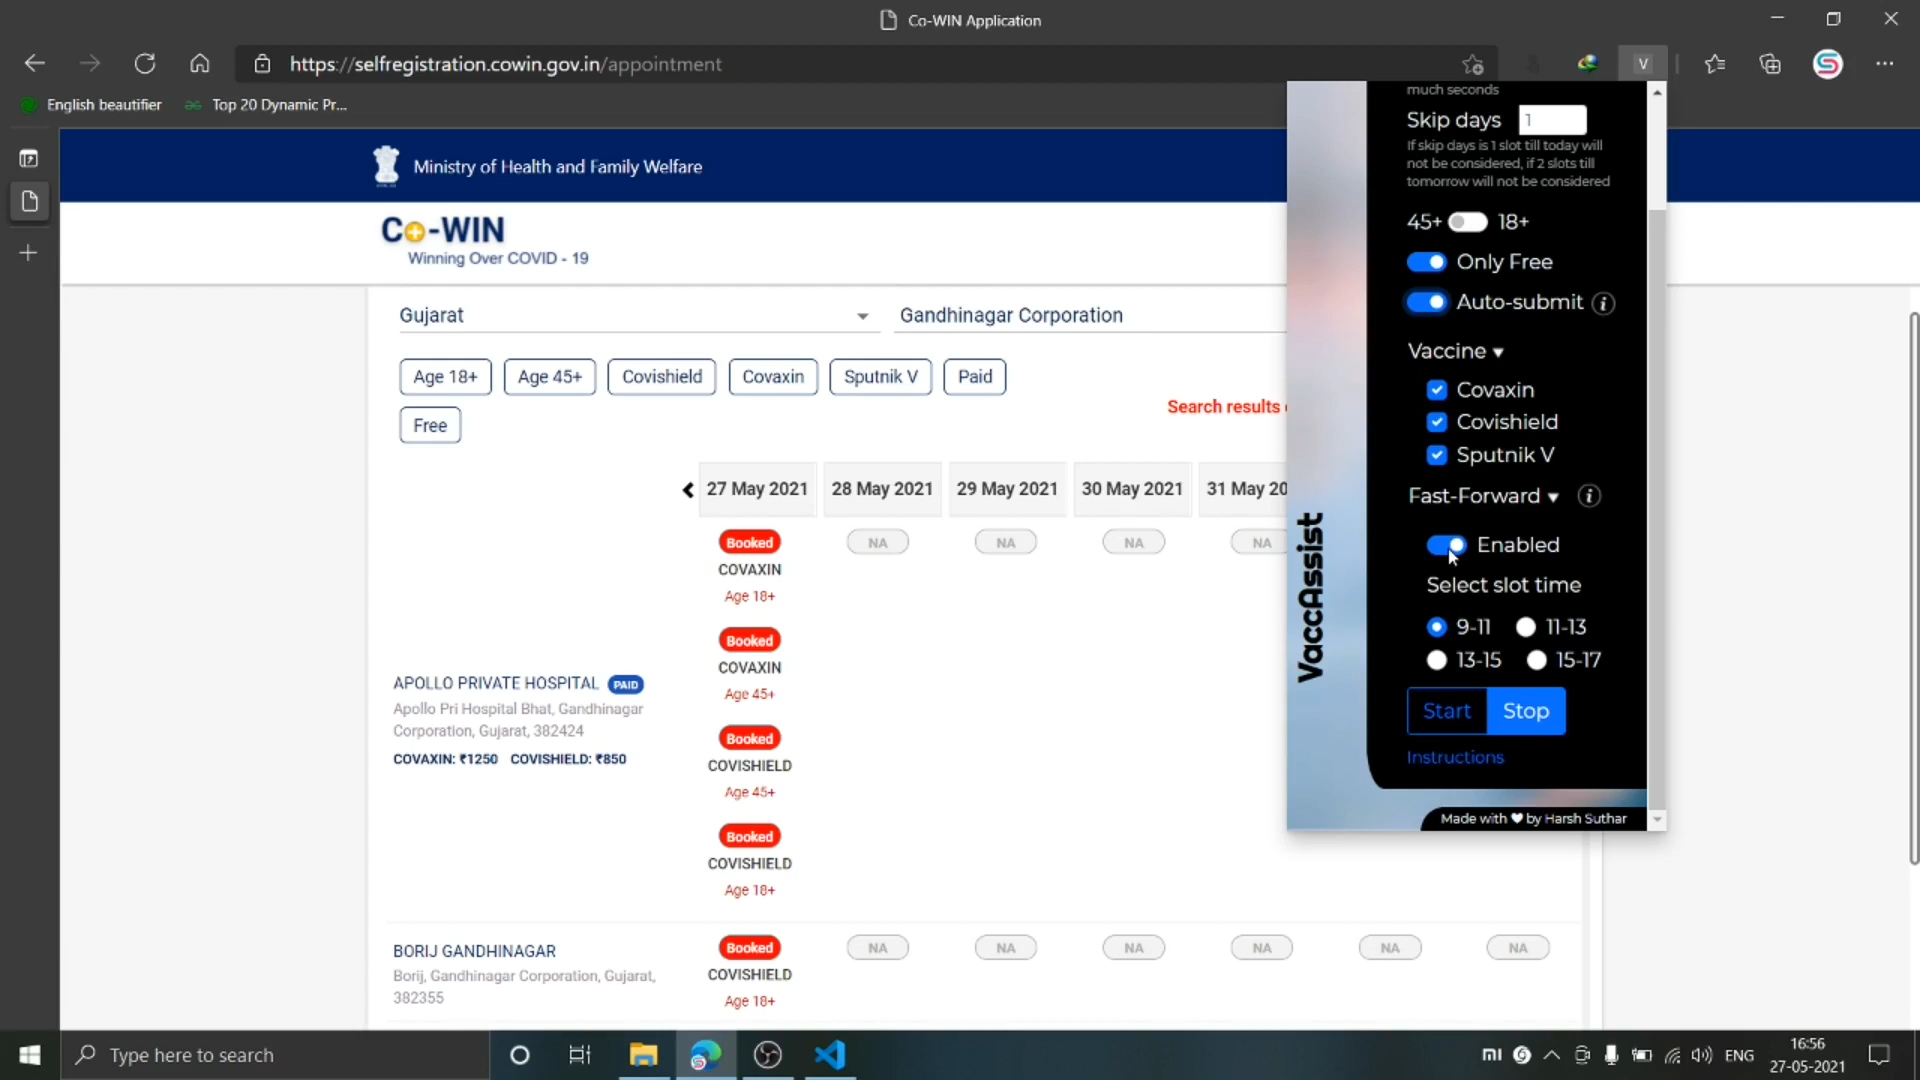 Co-WIN Application
https://selfregistration.cowin.gov.in/appointment
V
English beautifier
Top 20 Dynamic Pr...
Ministry of Health and Family Welfare
Co-WIN
Winning Over COVID - 19
Gujarat
Gandhinagar Corporation
Age 18+ Age 45+ Covishield Covaxin Sputnik V Paid
Free
Search results
27 May 2021 28 May 2021 29 May 2021 30 May 2021 31 May 20
Booked NA NA NA NA
COVAXIN
Age 18+
Booked
COVAXIN
Age 45+
APOLLO PRIVATE HOSPITAL PAID
Apollo Pri Hospital Bhat, Gandhinagar
Corporation, Gujarat, 382424
COVAXIN: ₹1250 COVISHIELD: ₹850
Booked
COVISHIELD
Age 45+
Booked
COVISHIELD
Age 18+
BORIJ GANDHINAGAR
Borij, Gandhinagar Corporation, Gujarat,
382355
Booked NA NA NA NA NA NA
COVISHIELD
Age 18+
VaccAssist
much seconds
Skip days 1
If skip days is 1 slot till today will
not be considered, if 2 slots till
tomorrow will not be considered
45+ 18+
Only Free
Auto-submit i
Vaccine
Covaxin
Covishield
Sputnik V
Fast-Forward i
Enabled
Select slot time
9-11 11-13
13-15 15-17
Start Stop
Instructions
Made with ♥ by Harsh Suthar
Type here to search
mi
ENG
16:56
27-05-2021